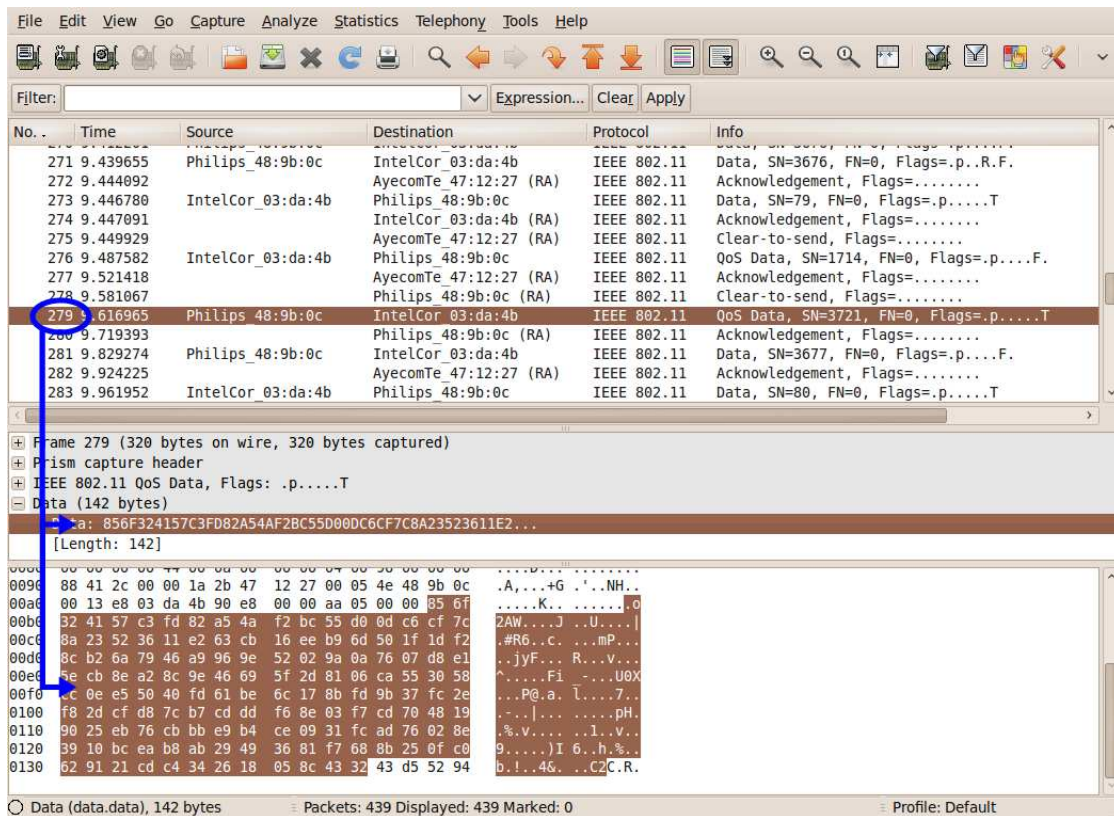 File Edit View Go Capture Analyze Statistics Telephony Tools Help
Filter: Expression... Clear Apply
No. . Time Source Destination Protocol Info
271 9.439655 Philips_48:9b:0c IntelCor_03:da:4b IEEE 802.11 Data, SN=3676, FN=0, Flags=.p..R.F.
272 9.444092 AyecomTe_47:12:27 (RA) IEEE 802.11 Acknowledgement, Flags=........
273 9.446780 IntelCor_03:da:4b Philips_48:9b:0c IEEE 802.11 Data, SN=79, FN=0, Flags=.p.....T
274 9.447091 IntelCor_03:da:4b (RA) IEEE 802.11 Acknowledgement, Flags=........
275 9.449929 AyecomTe_47:12:27 (RA) IEEE 802.11 Clear-to-send, Flags=........
276 9.487582 IntelCor_03:da:4b Philips_48:9b:0c IEEE 802.11 QoS Data, SN=1714, FN=0, Flags=.p....F.
277 9.521418 AyecomTe_47:12:27 (RA) IEEE 802.11 Acknowledgement, Flags=........
278 9.581067 Philips_48:9b:0c (RA) IEEE 802.11 Clear-to-send, Flags=........
279 9.616965 Philips_48:9b:0c IntelCor_03:da:4b IEEE 802.11 QoS Data, SN=3721, FN=0, Flags=.p.....T
280 9.719393 Philips_48:9b:0c (RA) IEEE 802.11 Acknowledgement, Flags=........
281 9.829274 Philips_48:9b:0c IntelCor_03:da:4b IEEE 802.11 Data, SN=3677, FN=0, Flags=.p....F.
282 9.924225 AyecomTe_47:12:27 (RA) IEEE 802.11 Acknowledgement, Flags=........
283 9.961952 IntelCor_03:da:4b Philips_48:9b:0c IEEE 802.11 Data, SN=80, FN=0, Flags=.p.....T
Frame 279 (320 bytes on wire, 320 bytes captured)
Prism capture header
IEEE 802.11 QoS Data, Flags: .p.....T
Data (142 bytes)
Data: 856F324157C3FD82A54AF2BC55D00DC6CF7C8A23523611E2...
[Length: 142]
0090 88 41 2c 00 00 1a 2b 47 12 27 00 05 4e 48 9b 0c .A,...+G .'..NH..
00a0 00 13 e8 03 da 4b 90 e8 00 00 aa 05 00 00 85 6f .....K.. .......o
00b0 32 41 57 c3 fd 82 a5 4a f2 bc 55 d0 0d c6 cf 7c 2AW....J ..U....|
00c0 8a 23 52 36 11 e2 63 cb 16 ee b9 6d 50 1f 1d f2 .#R6..c. ...mP...
00d0 8c b2 6a 79 46 a9 96 9e 52 02 9a 0a 76 07 d8 e1 ..jyF... R...v...
00e0 5e cb 8e a2 8c 9e 46 69 5f 2d 81 06 ca 55 30 58 ^.....Fi _-...U0X
00f0 cc 0e e5 50 40 fd 61 be 6c 17 8b fd 9b 37 fc 2e ...P@.a. l....7..
0100 f8 2d cf d8 7c b7 cd dd f6 8e 03 f7 cd 70 48 19 .-..|... .....pH.
0110 90 25 eb 76 cb bb e9 b4 ce 09 31 fc ad 76 02 8e .%.v.... ..1..v..
0120 39 10 bc ea b8 ab 29 49 36 81 f7 68 8b 25 0f c0 9.....)I 6..h.%..
0130 62 91 21 cd c4 34 26 18 05 8c 43 32 43 d5 52 94 b.!..4&. ..C2C.R.
Data (data.data), 142 bytes Packets: 439 Displayed: 439 Marked: 0 Profile: Default